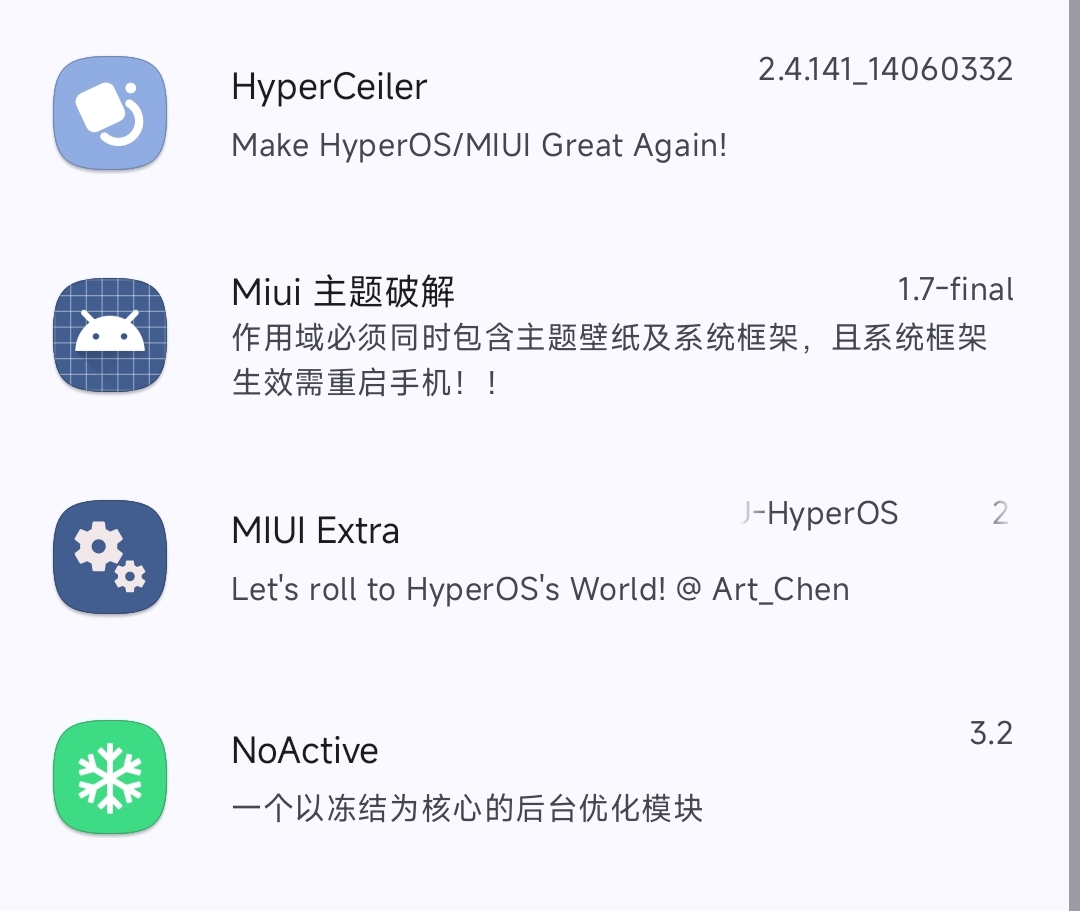 HyperCeiler
2.4.141_14060332
Make HyperOS/MIUI Great Again!
Miui 主题破解
1.7-final
作用域必须同时包含主题壁纸及系统框架，且系统框架
生效需重启手机！！
MIUI Extra
-HyperOS 2
Let's roll to HyperOS's World! @ Art_Chen
NoActive
3.2
一个以冻结为核心的后台优化模块